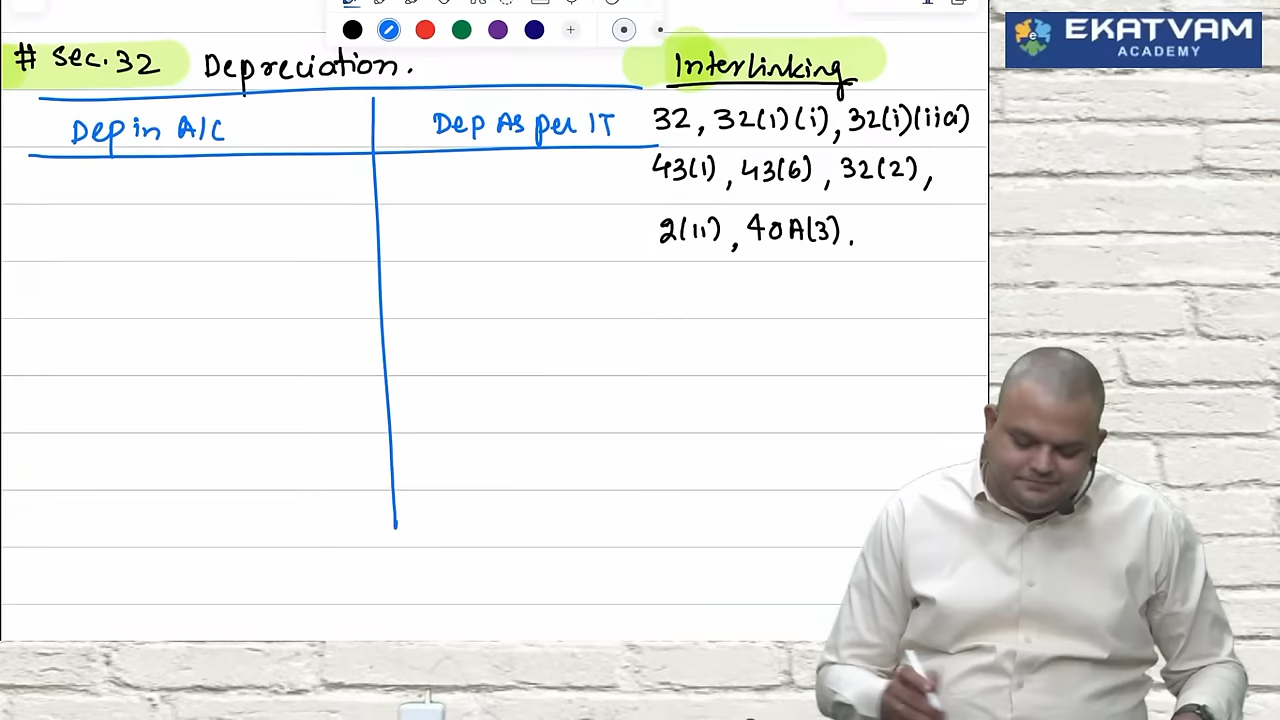 # Sec.32 Depreciation.
Dep in A/C
Dep As per IT
Interlinking
32, 32(1)(i), 32(i)(iia)
43(1), 43(6), 32(2),
2(11), 40A(3).
EKATVAM
ACADEMY